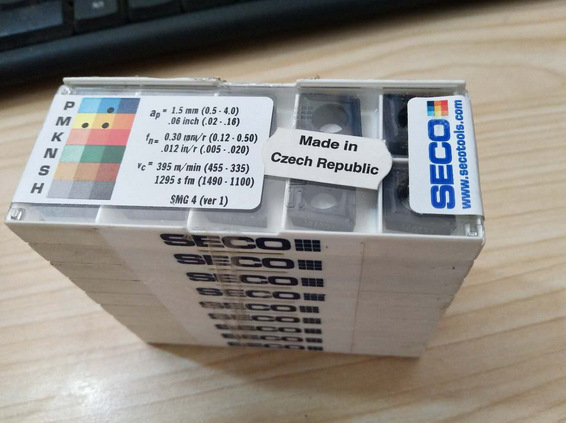 P
M
K
N
S
H
ap = 1.5 mm (0.5 - 4.0)
.06 inch (.02 - .16)
fn = 0.30 mm/r (0.12 - 0.50)
.012 in/r (.005 - .020)
vc = 395 m/min (455 - 335)
1295 s fm (1490 - 1100)
SMG 4 (ver 1)
Made in
Czech Republic
SECO
www.secotools.com
SECO
SECO
SECO
SECO
SECO
SECO
SECO
SECO